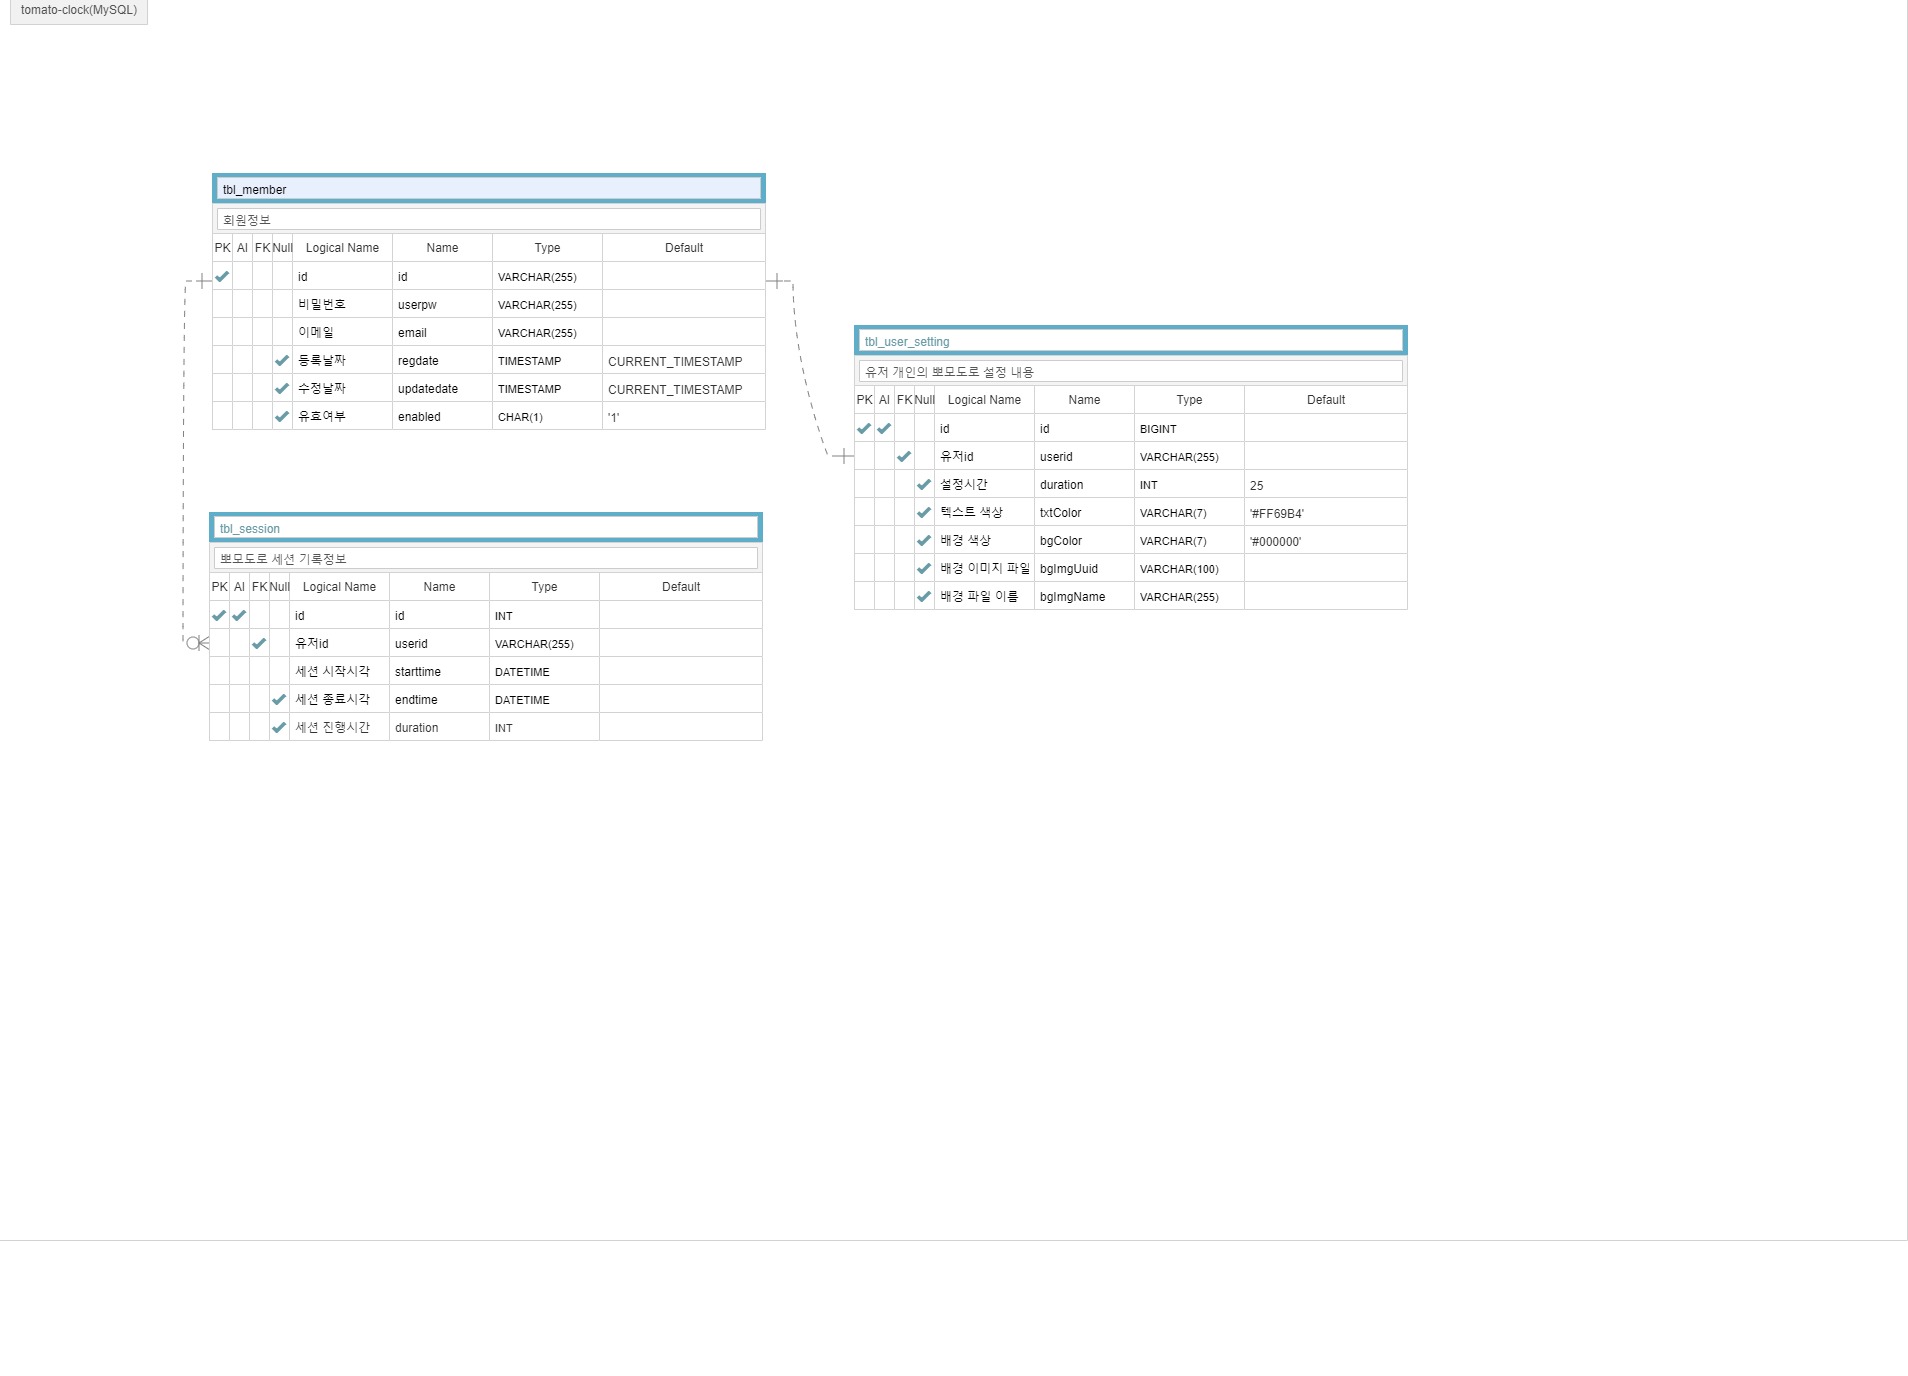 tomato-clock(MySQL)
tbl_member
회원정보
PK AI FK Null Logical Name Name Type Default
id id VARCHAR(255)
비밀번호 userpw VARCHAR(255)
이메일 email VARCHAR(255)
등록날짜 regdate TIMESTAMP CURRENT_TIMESTAMP
수정날짜 updatedate TIMESTAMP CURRENT_TIMESTAMP
유효여부 enabled CHAR(1) '1'
tbl_user_setting
유저 개인의 뽀모도로 설정 내용
PK AI FK Null Logical Name Name Type Default
id id BIGINT
유저id userid VARCHAR(255)
설정시간 duration INT 25
텍스트 색상 txtColor VARCHAR(7) '#FF69B4'
배경 색상 bgColor VARCHAR(7) '#000000'
배경 이미지 파일 bgImgUuid VARCHAR(100)
배경 파일 이름 bgImgName VARCHAR(255)
tbl_session
뽀모도로 세션 기록정보
PK AI FK Null Logical Name Name Type Default
id id INT
유저id userid VARCHAR(255)
세션 시작시각 starttime DATETIME
세션 종료시각 endtime DATETIME
세션 진행시간 duration INT